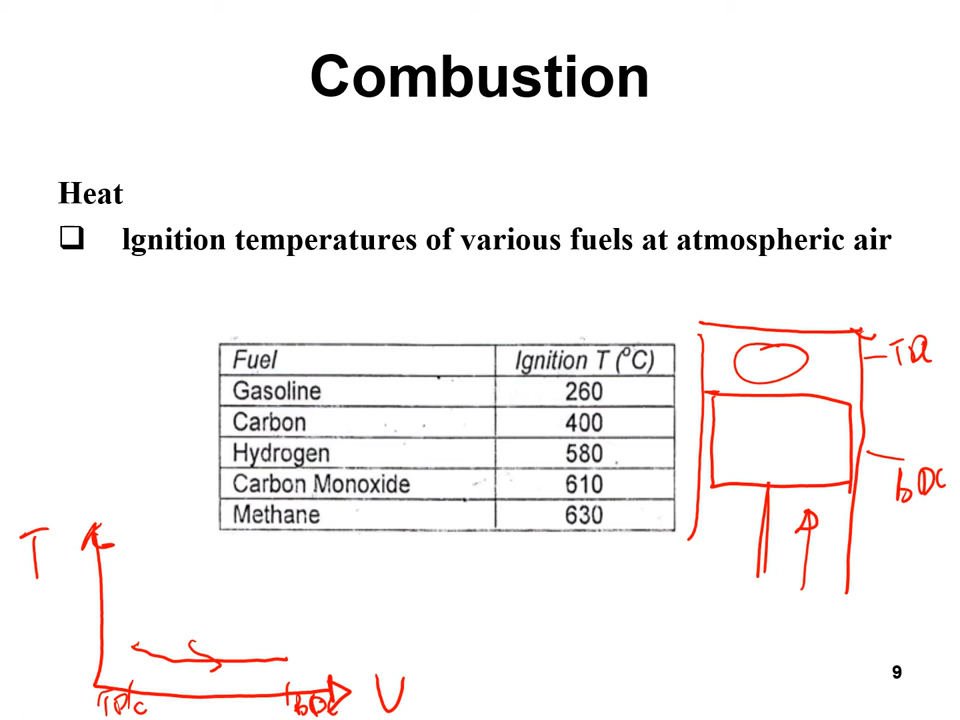 Combustion
Heat
Ignition temperatures of various fuels at atmospheric air
Fuel Ignition T (°C)
Gasoline 260
Carbon 400
Hydrogen 580
Carbon Monoxide 610
Methane 630
TDC
BDC
T
TDC BDC V
9